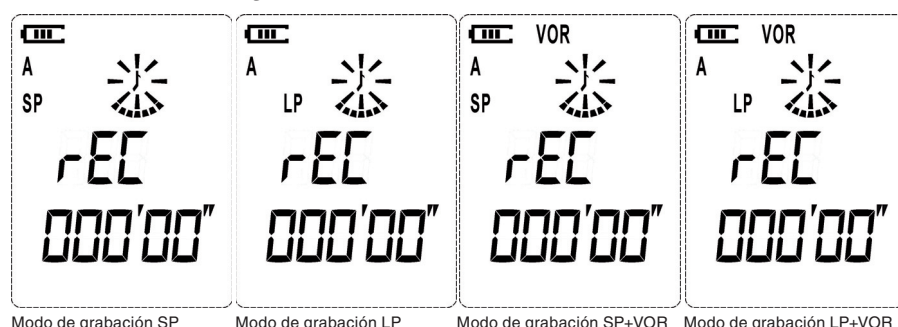 VOR VOR
A A A A
SP LP SP LP
rEC rEC rEC rEC
000'00" 000'00" 000'00" 000'00"
Modo de grabación SP Modo de grabación LP Modo de grabación SP+VOR Modo de grabación LP+VOR